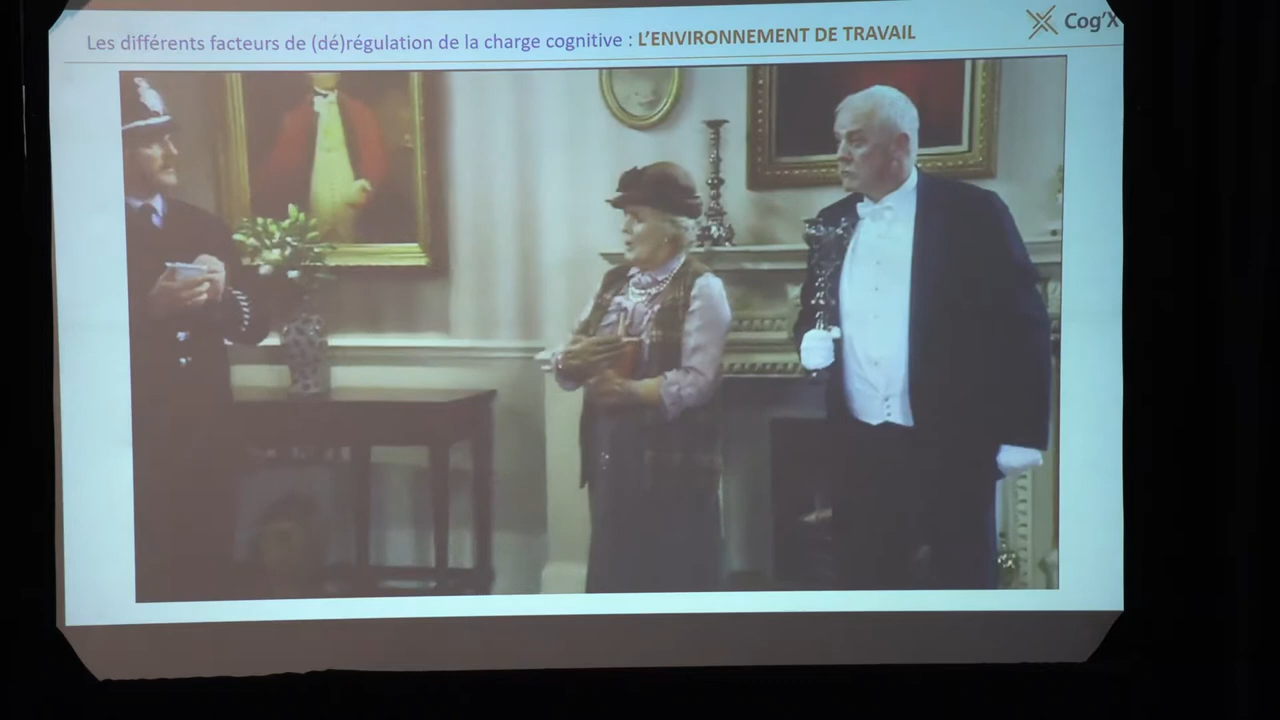 Les différents facteurs de (dé)régulation de la charge cognitive : L'ENVIRONNEMENT DE TRAVAIL
Cog'X